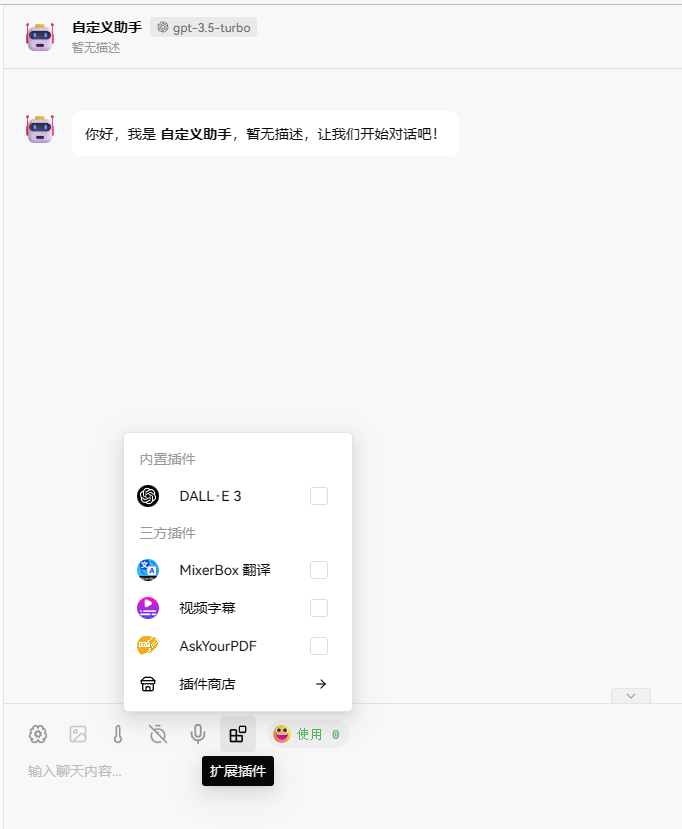 自定义助手 gpt-3.5-turbo
暂无描述
你好，我是 自定义助手，暂无描述，让我们开始对话吧！
内置插件
DALL·E 3
三方插件
MixerBox 翻译
视频字幕
AskYourPDF
插件商店
使用 0
输入聊天内容...
扩展插件